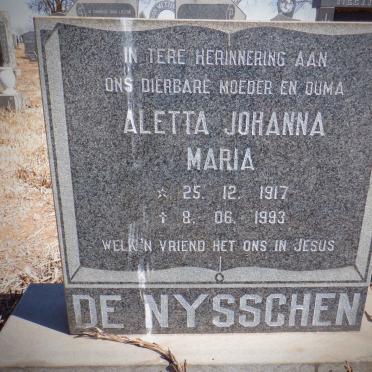 IN TERE HERINNERING AAN
ONS DIERBARE MOEDER EN OUMA
ALETTA JOHANNA
MARIA
☆ 25. 12. 1917
✝ 8. 06. 1993
WELK 'N VRIEND HET ONS IN JESUS
DE NYSSCHEN